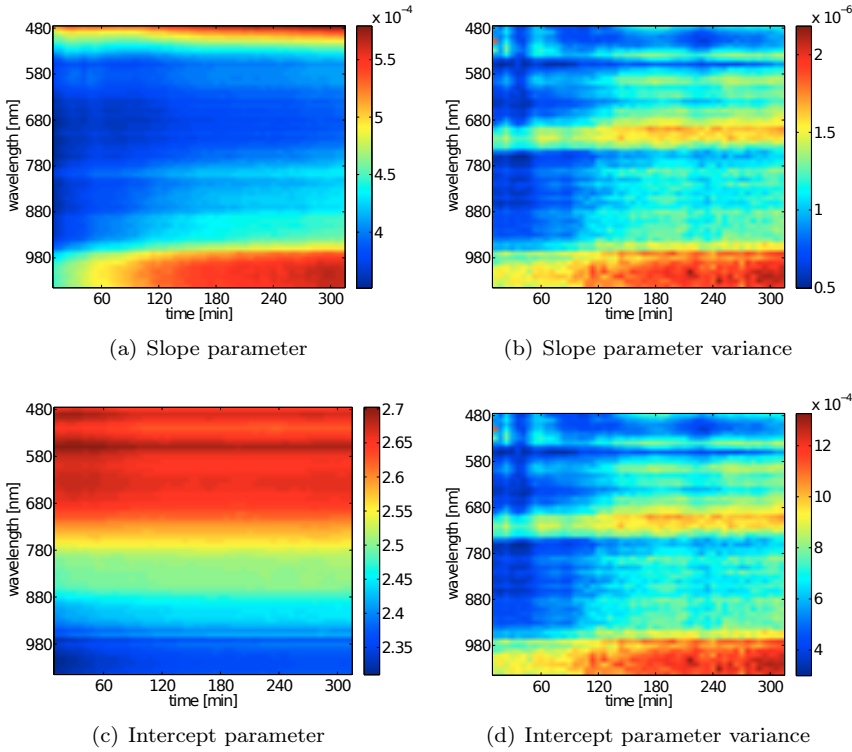 x 10⁻⁴
480
580
680
780
880
980
wavelength [nm]
60 120 180 240 300
time [min]
5.5
5
4.5
4
(a) Slope parameter
x 10⁻⁶
480
580
680
780
880
980
wavelength [nm]
60 120 180 240 300
time [min]
2
1.5
1
0.5
(b) Slope parameter variance
480
580
680
780
880
980
wavelength [nm]
60 120 180 240 300
time [min]
2.7
2.65
2.6
2.55
2.5
2.45
2.4
2.35
(c) Intercept parameter
x 10⁻⁴
480
580
680
780
880
980
wavelength [nm]
60 120 180 240 300
time [min]
12
10
8
6
4
(d) Intercept parameter variance